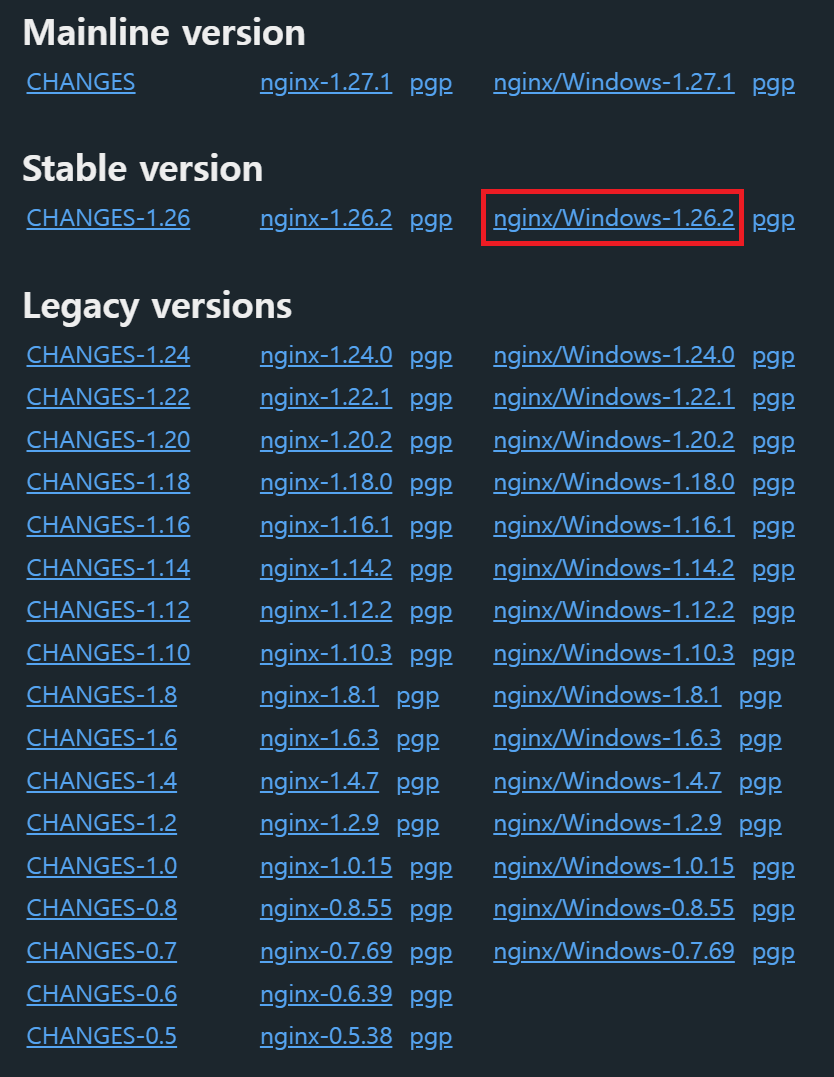 Mainline version
CHANGES nginx-1.27.1 pgp nginx/Windows-1.27.1 pgp
Stable version
CHANGES-1.26 nginx-1.26.2 pgp nginx/Windows-1.26.2 pgp
Legacy versions
CHANGES-1.24 nginx-1.24.0 pgp nginx/Windows-1.24.0 pgp
CHANGES-1.22 nginx-1.22.1 pgp nginx/Windows-1.22.1 pgp
CHANGES-1.20 nginx-1.20.2 pgp nginx/Windows-1.20.2 pgp
CHANGES-1.18 nginx-1.18.0 pgp nginx/Windows-1.18.0 pgp
CHANGES-1.16 nginx-1.16.1 pgp nginx/Windows-1.16.1 pgp
CHANGES-1.14 nginx-1.14.2 pgp nginx/Windows-1.14.2 pgp
CHANGES-1.12 nginx-1.12.2 pgp nginx/Windows-1.12.2 pgp
CHANGES-1.10 nginx-1.10.3 pgp nginx/Windows-1.10.3 pgp
CHANGES-1.8 nginx-1.8.1 pgp nginx/Windows-1.8.1 pgp
CHANGES-1.6 nginx-1.6.3 pgp nginx/Windows-1.6.3 pgp
CHANGES-1.4 nginx-1.4.7 pgp nginx/Windows-1.4.7 pgp
CHANGES-1.2 nginx-1.2.9 pgp nginx/Windows-1.2.9 pgp
CHANGES-1.0 nginx-1.0.15 pgp nginx/Windows-1.0.15 pgp
CHANGES-0.8 nginx-0.8.55 pgp nginx/Windows-0.8.55 pgp
CHANGES-0.7 nginx-0.7.69 pgp nginx/Windows-0.7.69 pgp
CHANGES-0.6 nginx-0.6.39 pgp
CHANGES-0.5 nginx-0.5.38 pgp